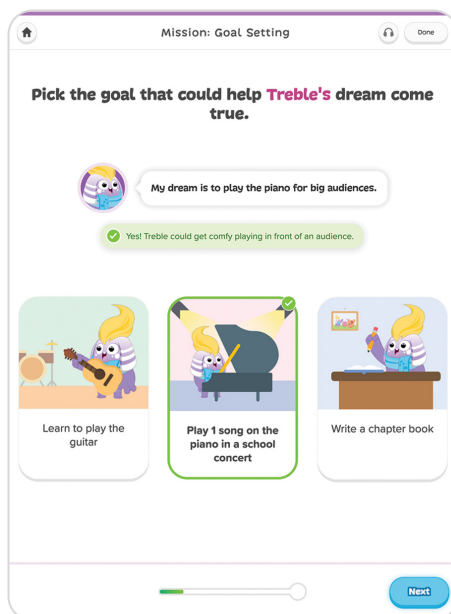 Mission: Goal Setting
Done
Pick the goal that could help Treble's dream come
true.
My dream is to play the piano for big audiences.
Yes! Treble could get comfy playing in front of an audience.
Learn to play the
guitar
Play 1 song on the
piano in a school
concert
Write a chapter book
Next